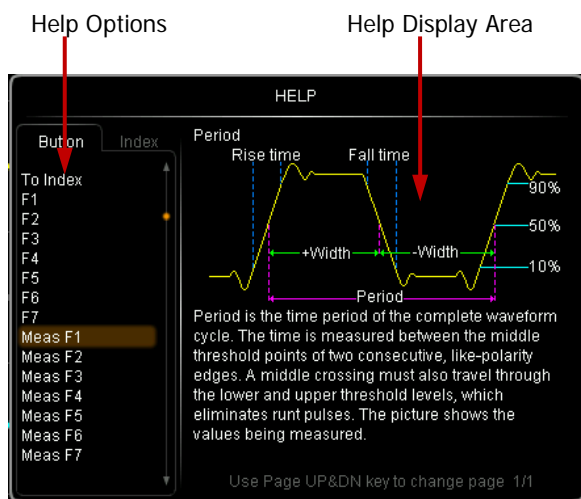 Help Options
Help Display Area
HELP
Button
Index
To Index
F1
F2
F3
F4
F5
F6
F7
Meas F1
Meas F2
Meas F3
Meas F4
Meas F5
Meas F6
Meas F7
Period
Rise time
Fall time
90%
50%
10%
+Width
-Width
Period
Period is the time period of the complete waveform
cycle. The time is measured between the middle
threshold points of two consecutive, like-polarity
edges. A middle crossing must also travel through
the lower and upper threshold levels, which
eliminates runt pulses. The picture shows the
values being measured.
Use Page UP&DN key to change page 1/1